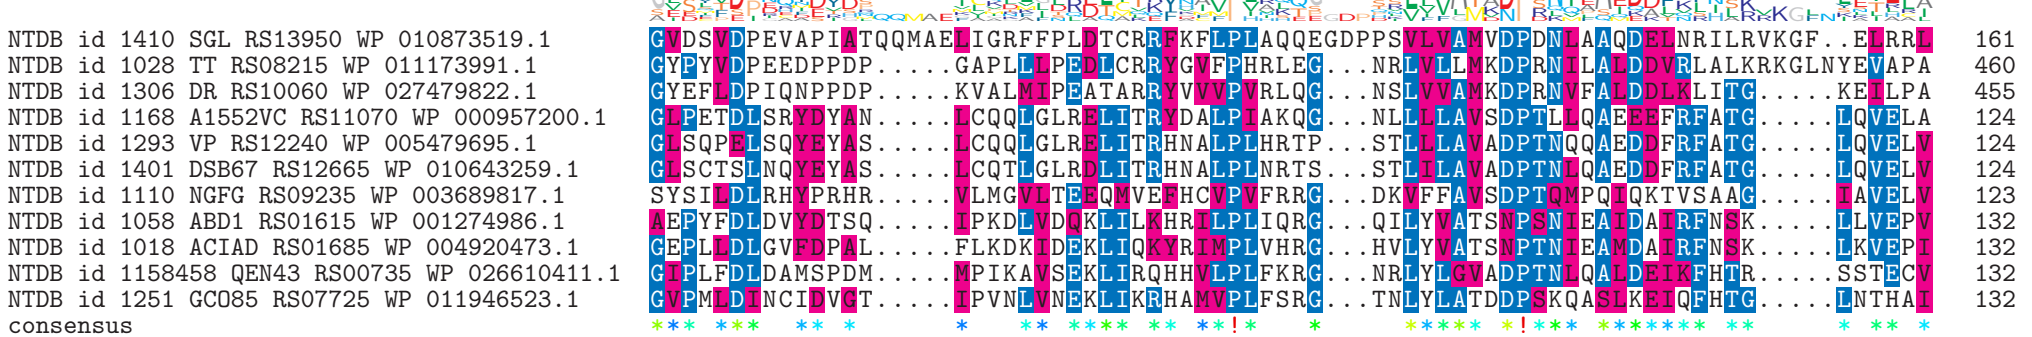 NTDB id 1410 SGL RS13950 WP 010873519.1 GVDSVDPEVAPIATQQMAELIGRFFPLDTCRRFKFLPLAQQEGDPPSVLVAMVDPDNLAAQDELNRILRVKGF..ELRRL 161
NTDB id 1028 TT RS08215 WP 011173991.1 GYPYVDPEEDPPDP.....GAPLLLPEDLCRRYGVFPHRLEG...NRLVLLMKDPRNILALDDVRLALKRKGLNYEVAPA 460
NTDB id 1306 DR RS10060 WP 027479822.1 GYEFLDPIQNPPDP.....KVALMIPEATARRYVVVPVRLQG...NSLVVAMKDPRNVFALDDLKLITG.....KEILPA 455
NTDB id 1168 A1552VC RS11070 WP 000957200.1 GLPETDLSRYDYAN.....LCQQLGLRELITRYDALPIAKQG...NLLLLAVSDPTLLQAEEEFRFATG.....LQVELA 124
NTDB id 1293 VP RS12240 WP 005479695.1 GLSQPELSQYEYAS.....LCQQLGLRELITRHNALPLHRTP...STLLLAVADPTNQQAEDDFRFATG.....LQVELV 124
NTDB id 1401 DSB67 RS12665 WP 010643259.1 GLSCTSLNQYEYAS.....LCQTLGLRDLITRHNALPLNRTS...STLILAVADPTNLQAEDDFRFATG.....LQVELV 124
NTDB id 1110 NGFG RS09235 WP 003689817.1 SYSILDLRHYPRHR.....VLMGVLTEEQMVEFHCVPVFRRG...DKVFFAVSDPTQMPQIQKTVSAAG.....IAVELV 123
NTDB id 1058 ABD1 RS01615 WP 001274986.1 AEPYFDLDVYDTSQ.....IPKDLVDQKLILKHRILPLIQRG...QILYVATSNPSNIEAIDAIRFNSK.....LLVEPV 132
NTDB id 1018 ACIAD RS01685 WP 004920473.1 GEPLLDLGVFDPAL.....FLKDKIDEKLIQKYRIMPLVHRG...HVLYVATSNPTNIEAMDAIRFNSK.....LKVEPI 132
NTDB id 1158458 QEN43 RS00735 WP 026610411.1 GIPLFDLDAMSPDM.....MPIKAVSEKLIRQHHVLPLFKRG...NRLYLGVADPTNLQALDEIKFHTR.....SSTECV 132
NTDB id 1251 GCO85 RS07725 WP 011946523.1 GVPMLDINCIDVGT.....IPVNLVNEKLIKRHAMVPLFSRG...TNLYLATDDPSKQASLKEIQFHTG.....LNTHAI 132
consensus *** *** ** * * ** **** ** **!* * ***** *!*** ******** ** * ** *